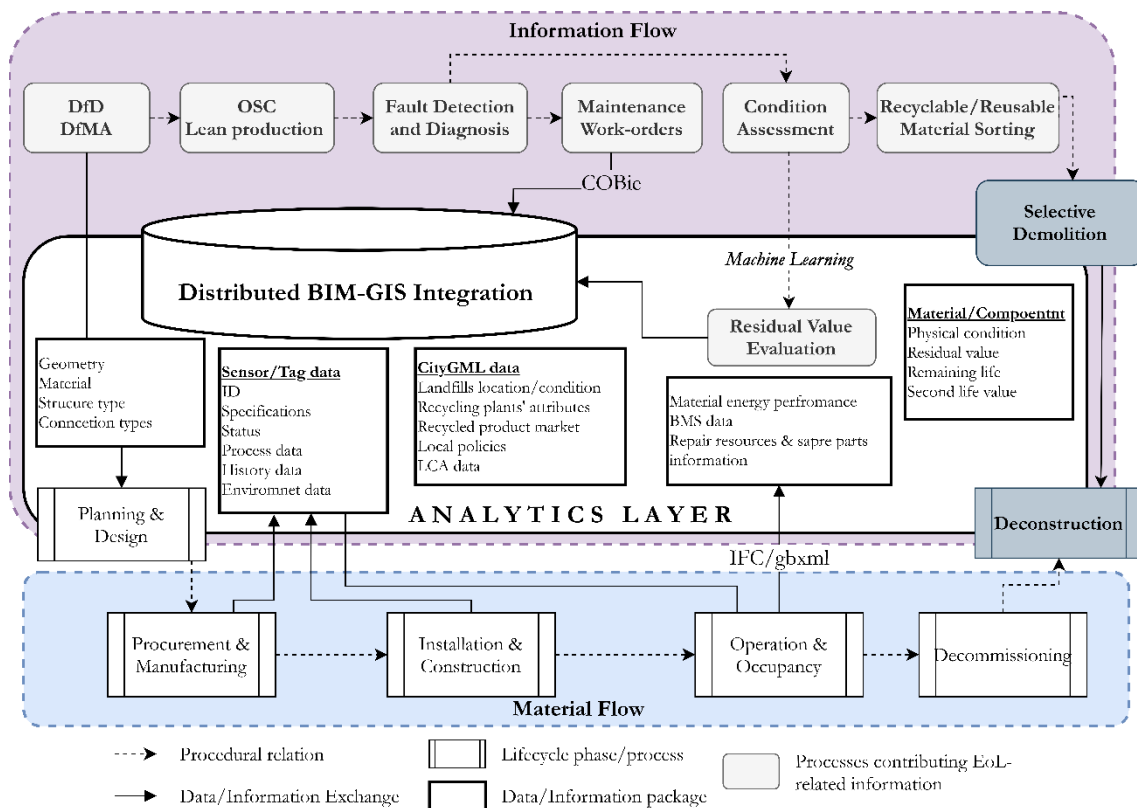 Information Flow
DfD
DfMA
OSC
Lean production
Fault Detection
and Diagnosis
Maintenance
Work-orders
Condition
Assessment
Recyclable/Reusable
Material Sorting
COBie
Selective
Demolition
Machine Learning
Distributed BIM-GIS Integration
Residual Value
Evaluation
Material/Compoentnt
Physical condition
Residual value
Remaining life
Second life value
Geometry
Material
Strucure type
Conncetion types
Sensor/Tag data
ID
Specifications
Status
Process data
History data
Enviromnet data
CityGML data
Landfills location/condition
Recycling plants' attributes
Recycled product market
Local policies
LCA data
Material energy perfromance
BMS data
Repair resources & sapre parts
information
Planning &
Design
ANALYTICS LAYER
Deconstruction
IFC/gbxml
Procurement &
Manufacturing
Installation &
Construction
Operation &
Occupancy
Decommissioning
Material Flow
Procedural relation
Lifecycle phase/process
Processes contributing EoL-
related information
Data/Information Exchange
Data/Information package